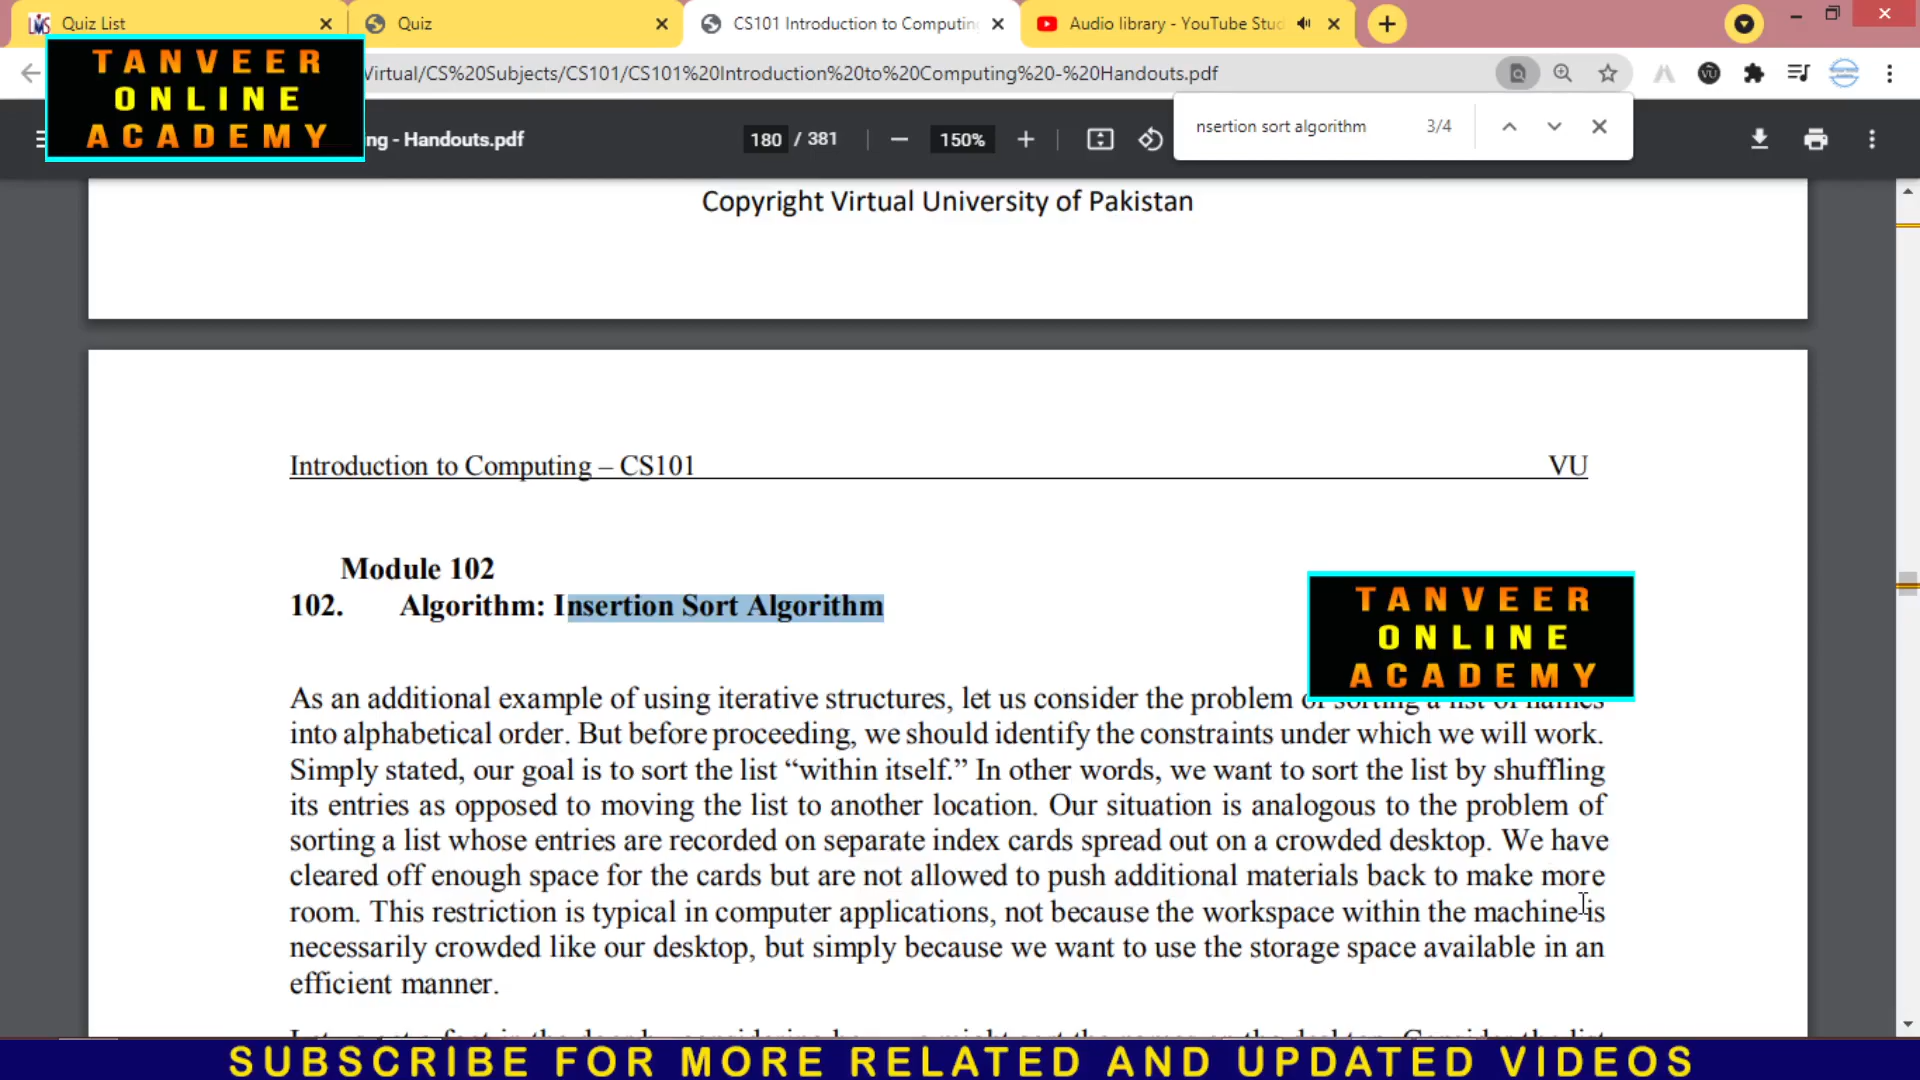 Quiz List
Quiz
CS101 Introduction to Computin
Audio library - YouTube Stu
TANVEER
ONLINE
ACADEMY
Virtual/CS%20Subjects/CS101/CS101%20Introduction%20to%20Computing%20-%20Handouts.pdf
nsertion sort algorithm 3/4
ng - Handouts.pdf
180 / 381
150%
Copyright Virtual University of Pakistan
Introduction to Computing – CS101 VU
Module 102
102. Algorithm: Insertion Sort Algorithm
TANVEER
ONLINE
ACADEMY
As an additional example of using iterative structures, let us consider the problem of sorting a list of names
into alphabetical order. But before proceeding, we should identify the constraints under which we will work.
Simply stated, our goal is to sort the list “within itself.” In other words, we want to sort the list by shuffling
its entries as opposed to moving the list to another location. Our situation is analogous to the problem of
sorting a list whose entries are recorded on separate index cards spread out on a crowded desktop. We have
cleared off enough space for the cards but are not allowed to push additional materials back to make more
room. This restriction is typical in computer applications, not because the workspace within the machine is
necessarily crowded like our desktop, but simply because we want to use the storage space available in an
efficient manner.
SUBSCRIBE FOR MORE RELATED AND UPDATED VIDEOS